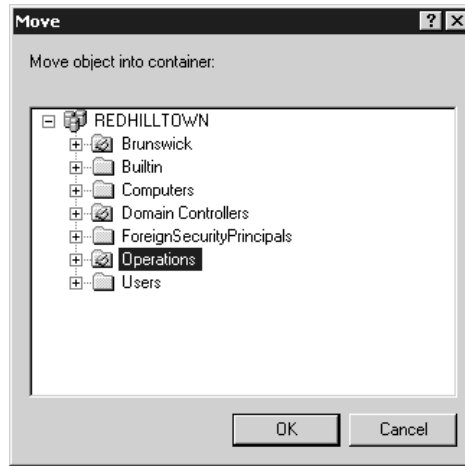 Move
Move object into container:
REDHILLTOWN
Brunswick
Builtin
Computers
Domain Controllers
ForeignSecurityPrincipals
Operations
Users
OK Cancel